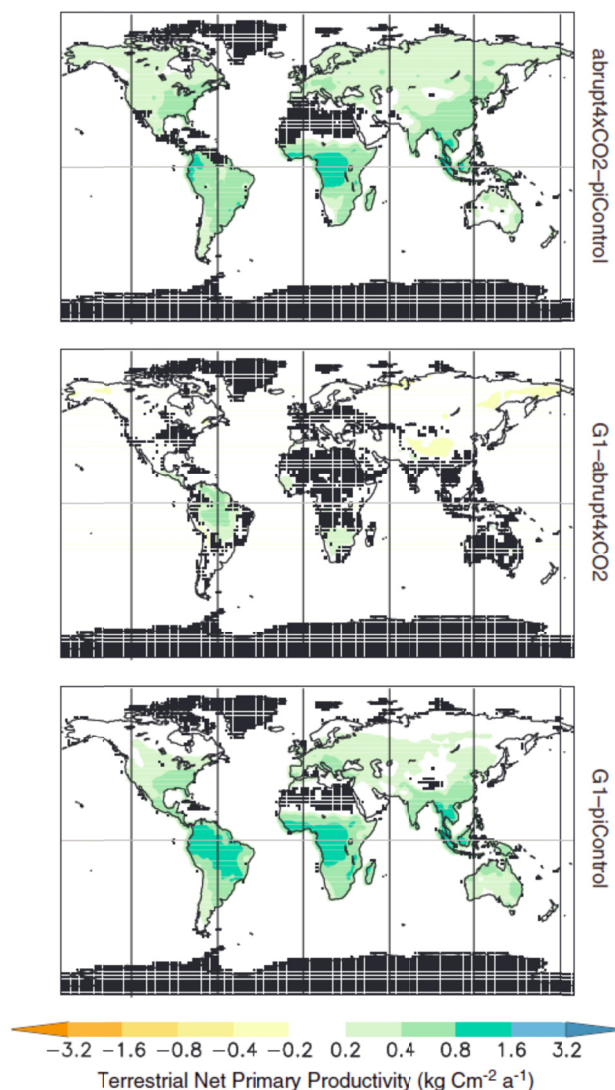 abrupt4xCO2–piControl
G1–abrupt4xCO2
G1–piControl
−3.2 −1.6 −0.8 −0.4 −0.2 0.2 0.4 0.8 1.6 3.2
Terrestrial Net Primary Productivity (kg Cm⁻² a⁻¹)